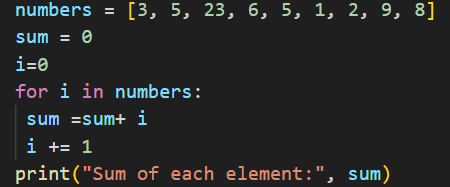 numbers = [3, 5, 23, 6, 5, 1, 2, 9, 8]
sum = 0
i=0
for i in numbers:
  sum =sum+ i
  i += 1
print("Sum of each element:", sum)